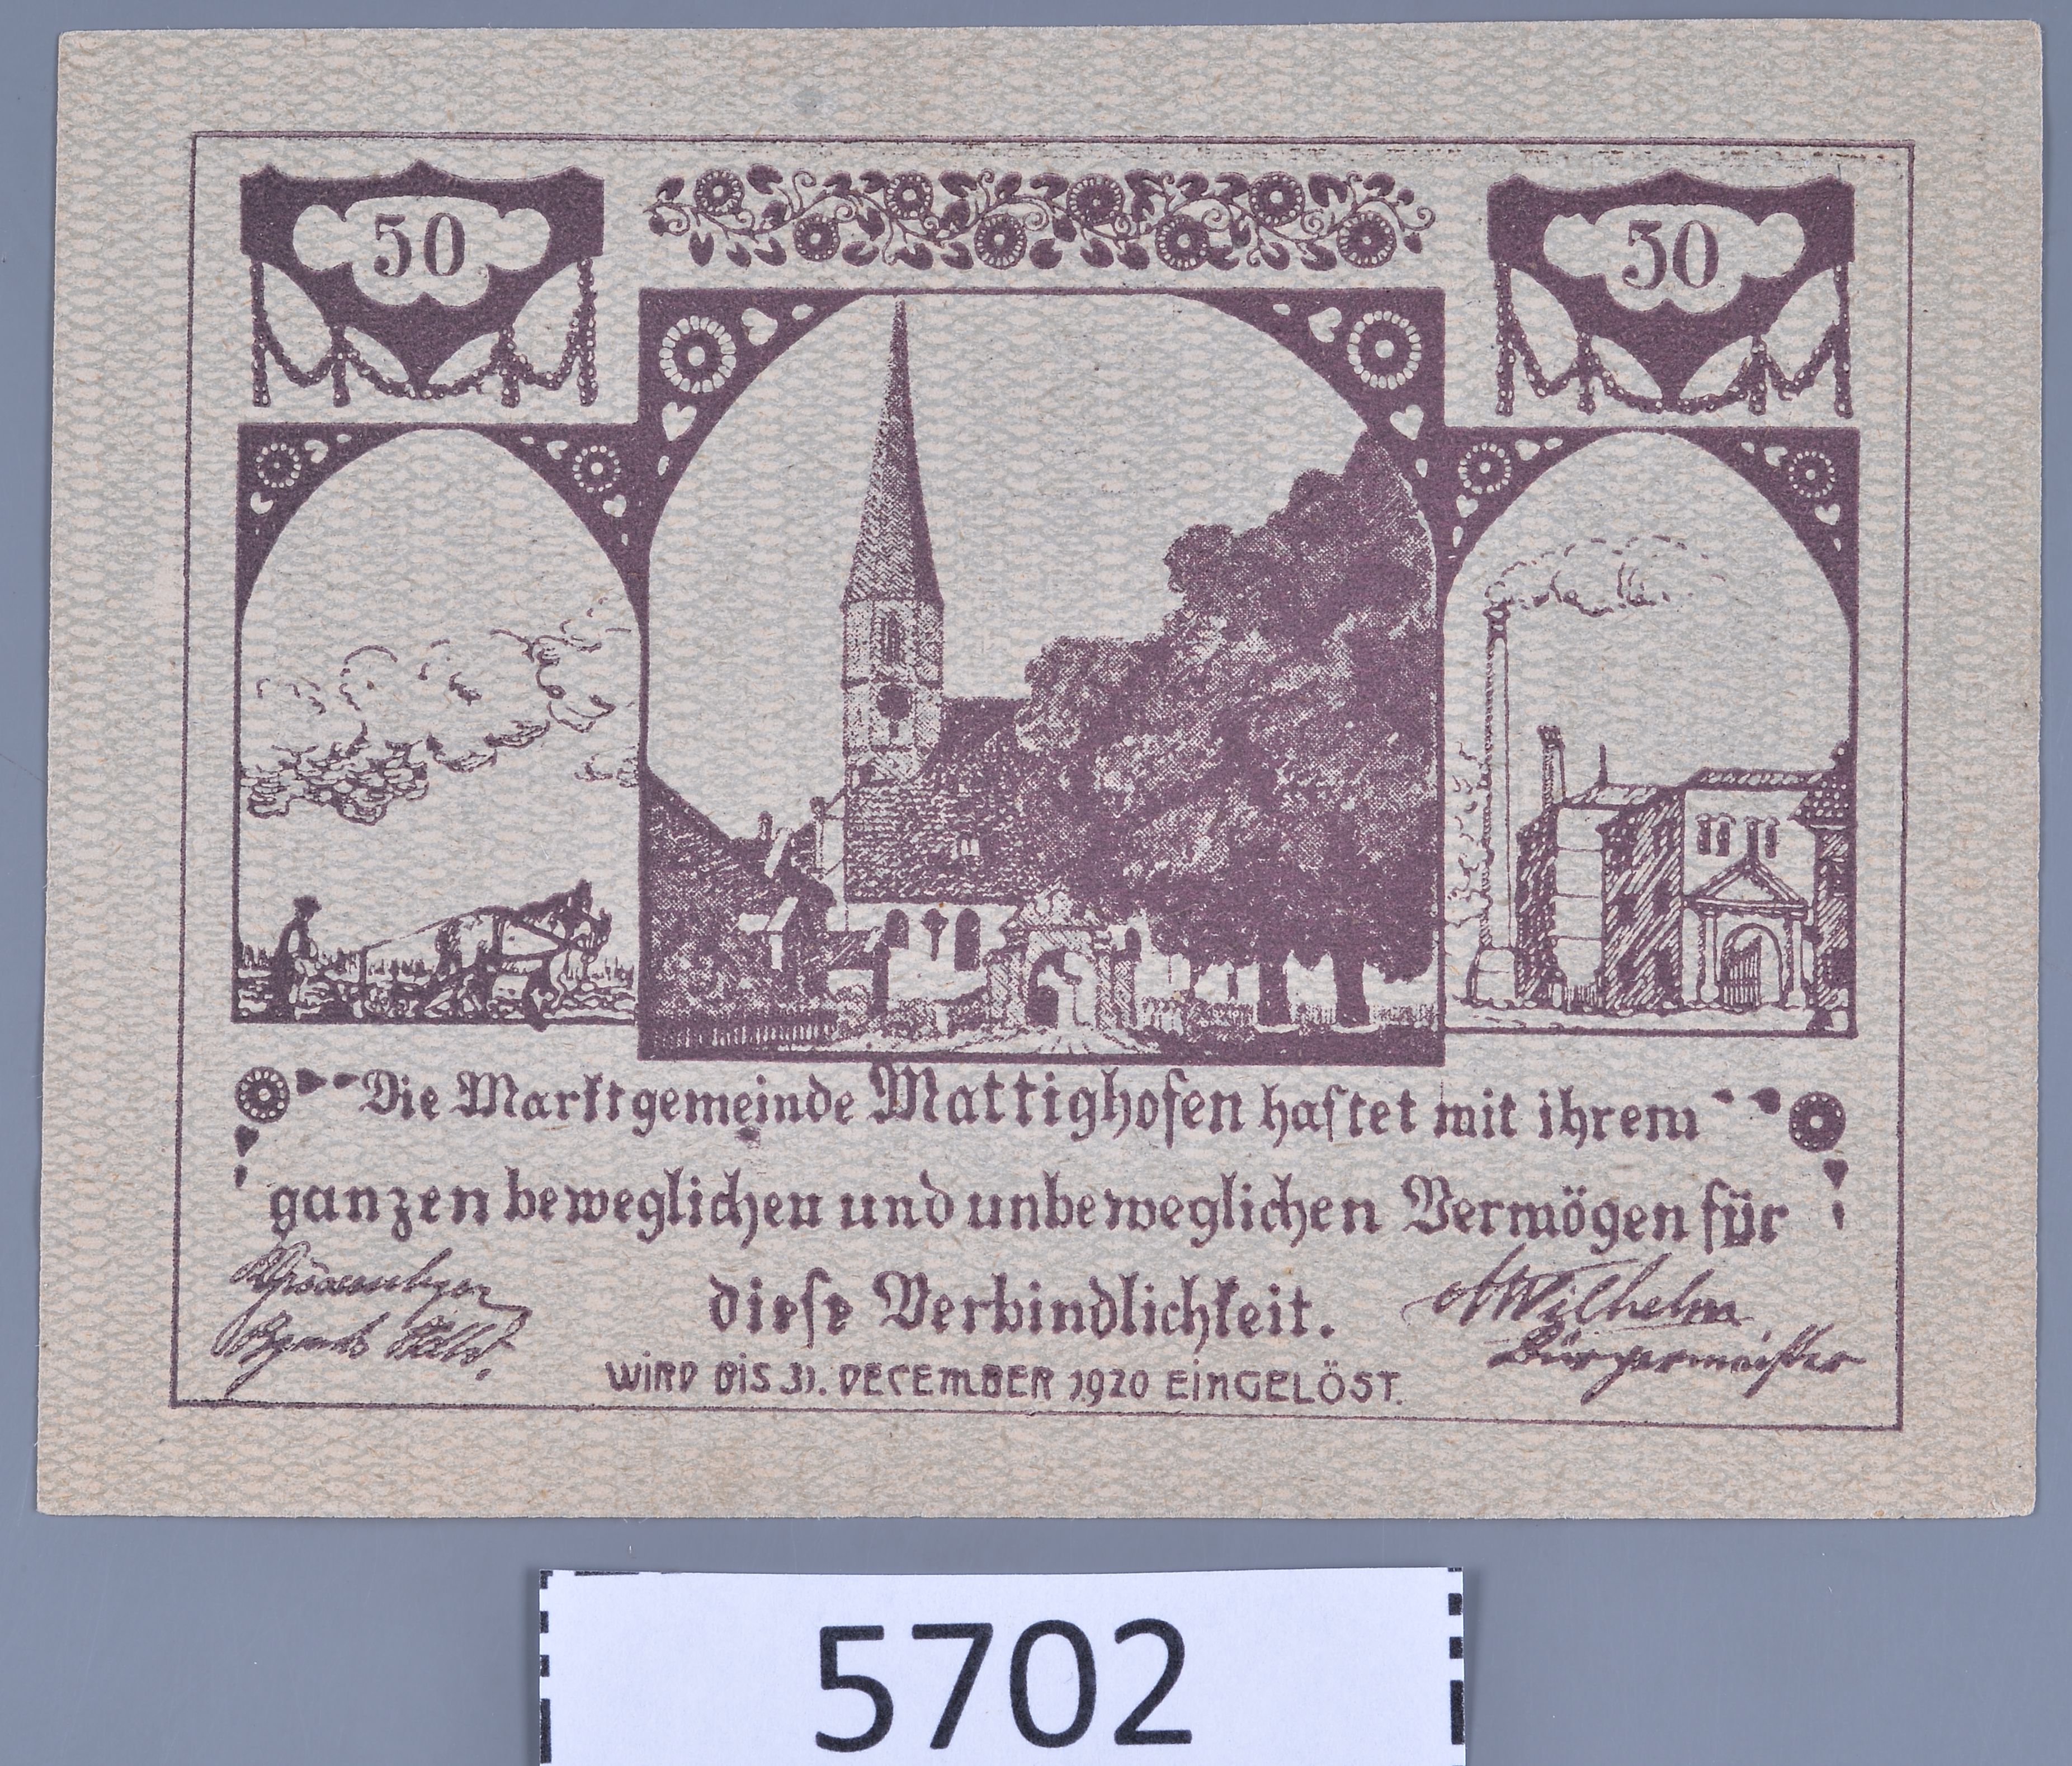 50
50
Die Marktgemeinde Mattighofen haftet mit ihrem
ganzen beweglichen und unbeweglichen Vermögen für
diese Verbindlichkeit.
Wilhelm
Bürgermeister
WIRD BIS 31. DECEMBER 1920 EINGELÖST.
5702